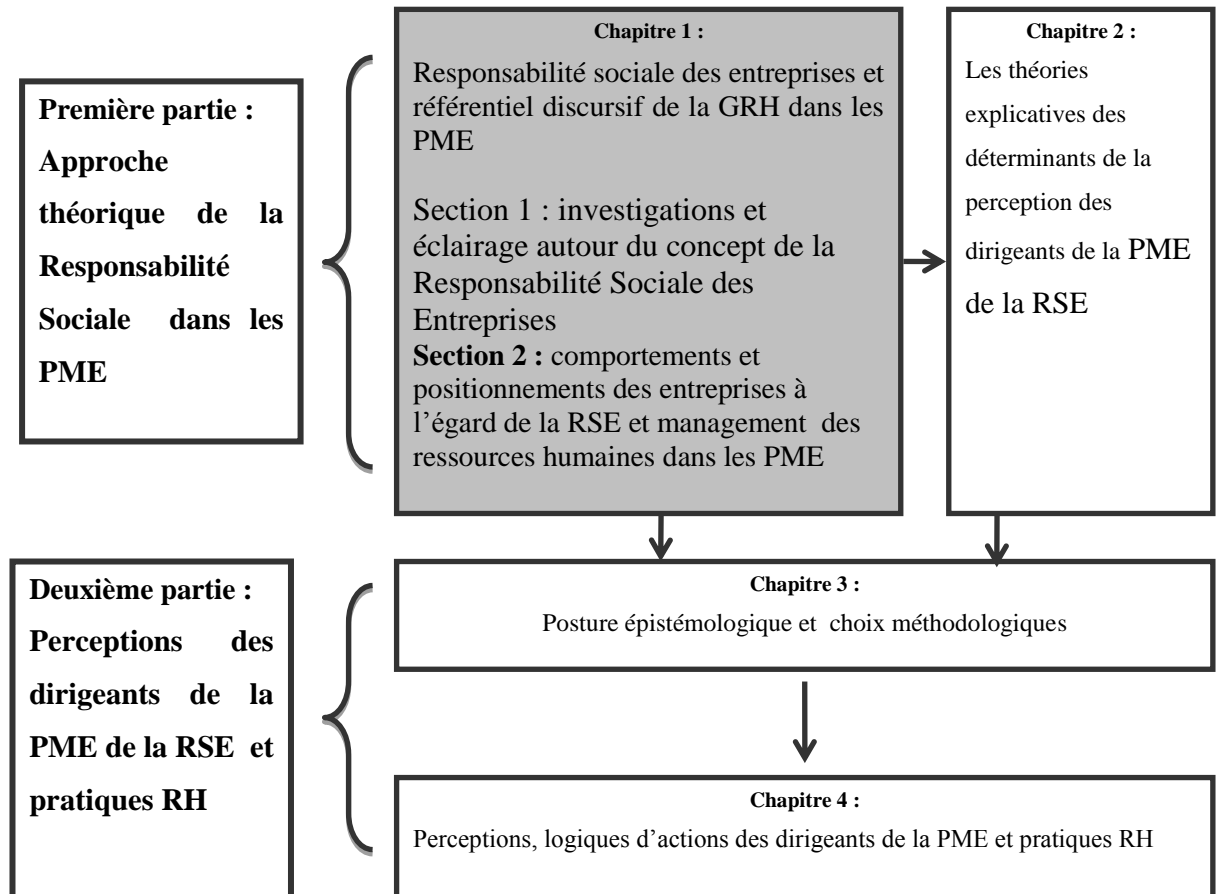 Première partie :
Approche
théorique de la
Responsabilité
Sociale dans les
PME
Chapitre 1 :
Responsabilité sociale des entreprises et
référentiel discursif de la GRH dans les
PME
Section 1 : investigations et
éclairage autour du concept de la
Responsabilité Sociale des
Entreprises
Section 2 : comportements et
positionnements des entreprises à
l’égard de la RSE et management des
ressources humaines dans les PME
Chapitre 2 :
Les théories
explicatives des
déterminants de la
perception des
dirigeants de la PME
de la RSE
Deuxième partie :
Perceptions des
dirigeants de la
PME de la RSE et
pratiques RH
Chapitre 3 :
Posture épistémologique et choix méthodologiques
Chapitre 4 :
Perceptions, logiques d’actions des dirigeants de la PME et pratiques RH